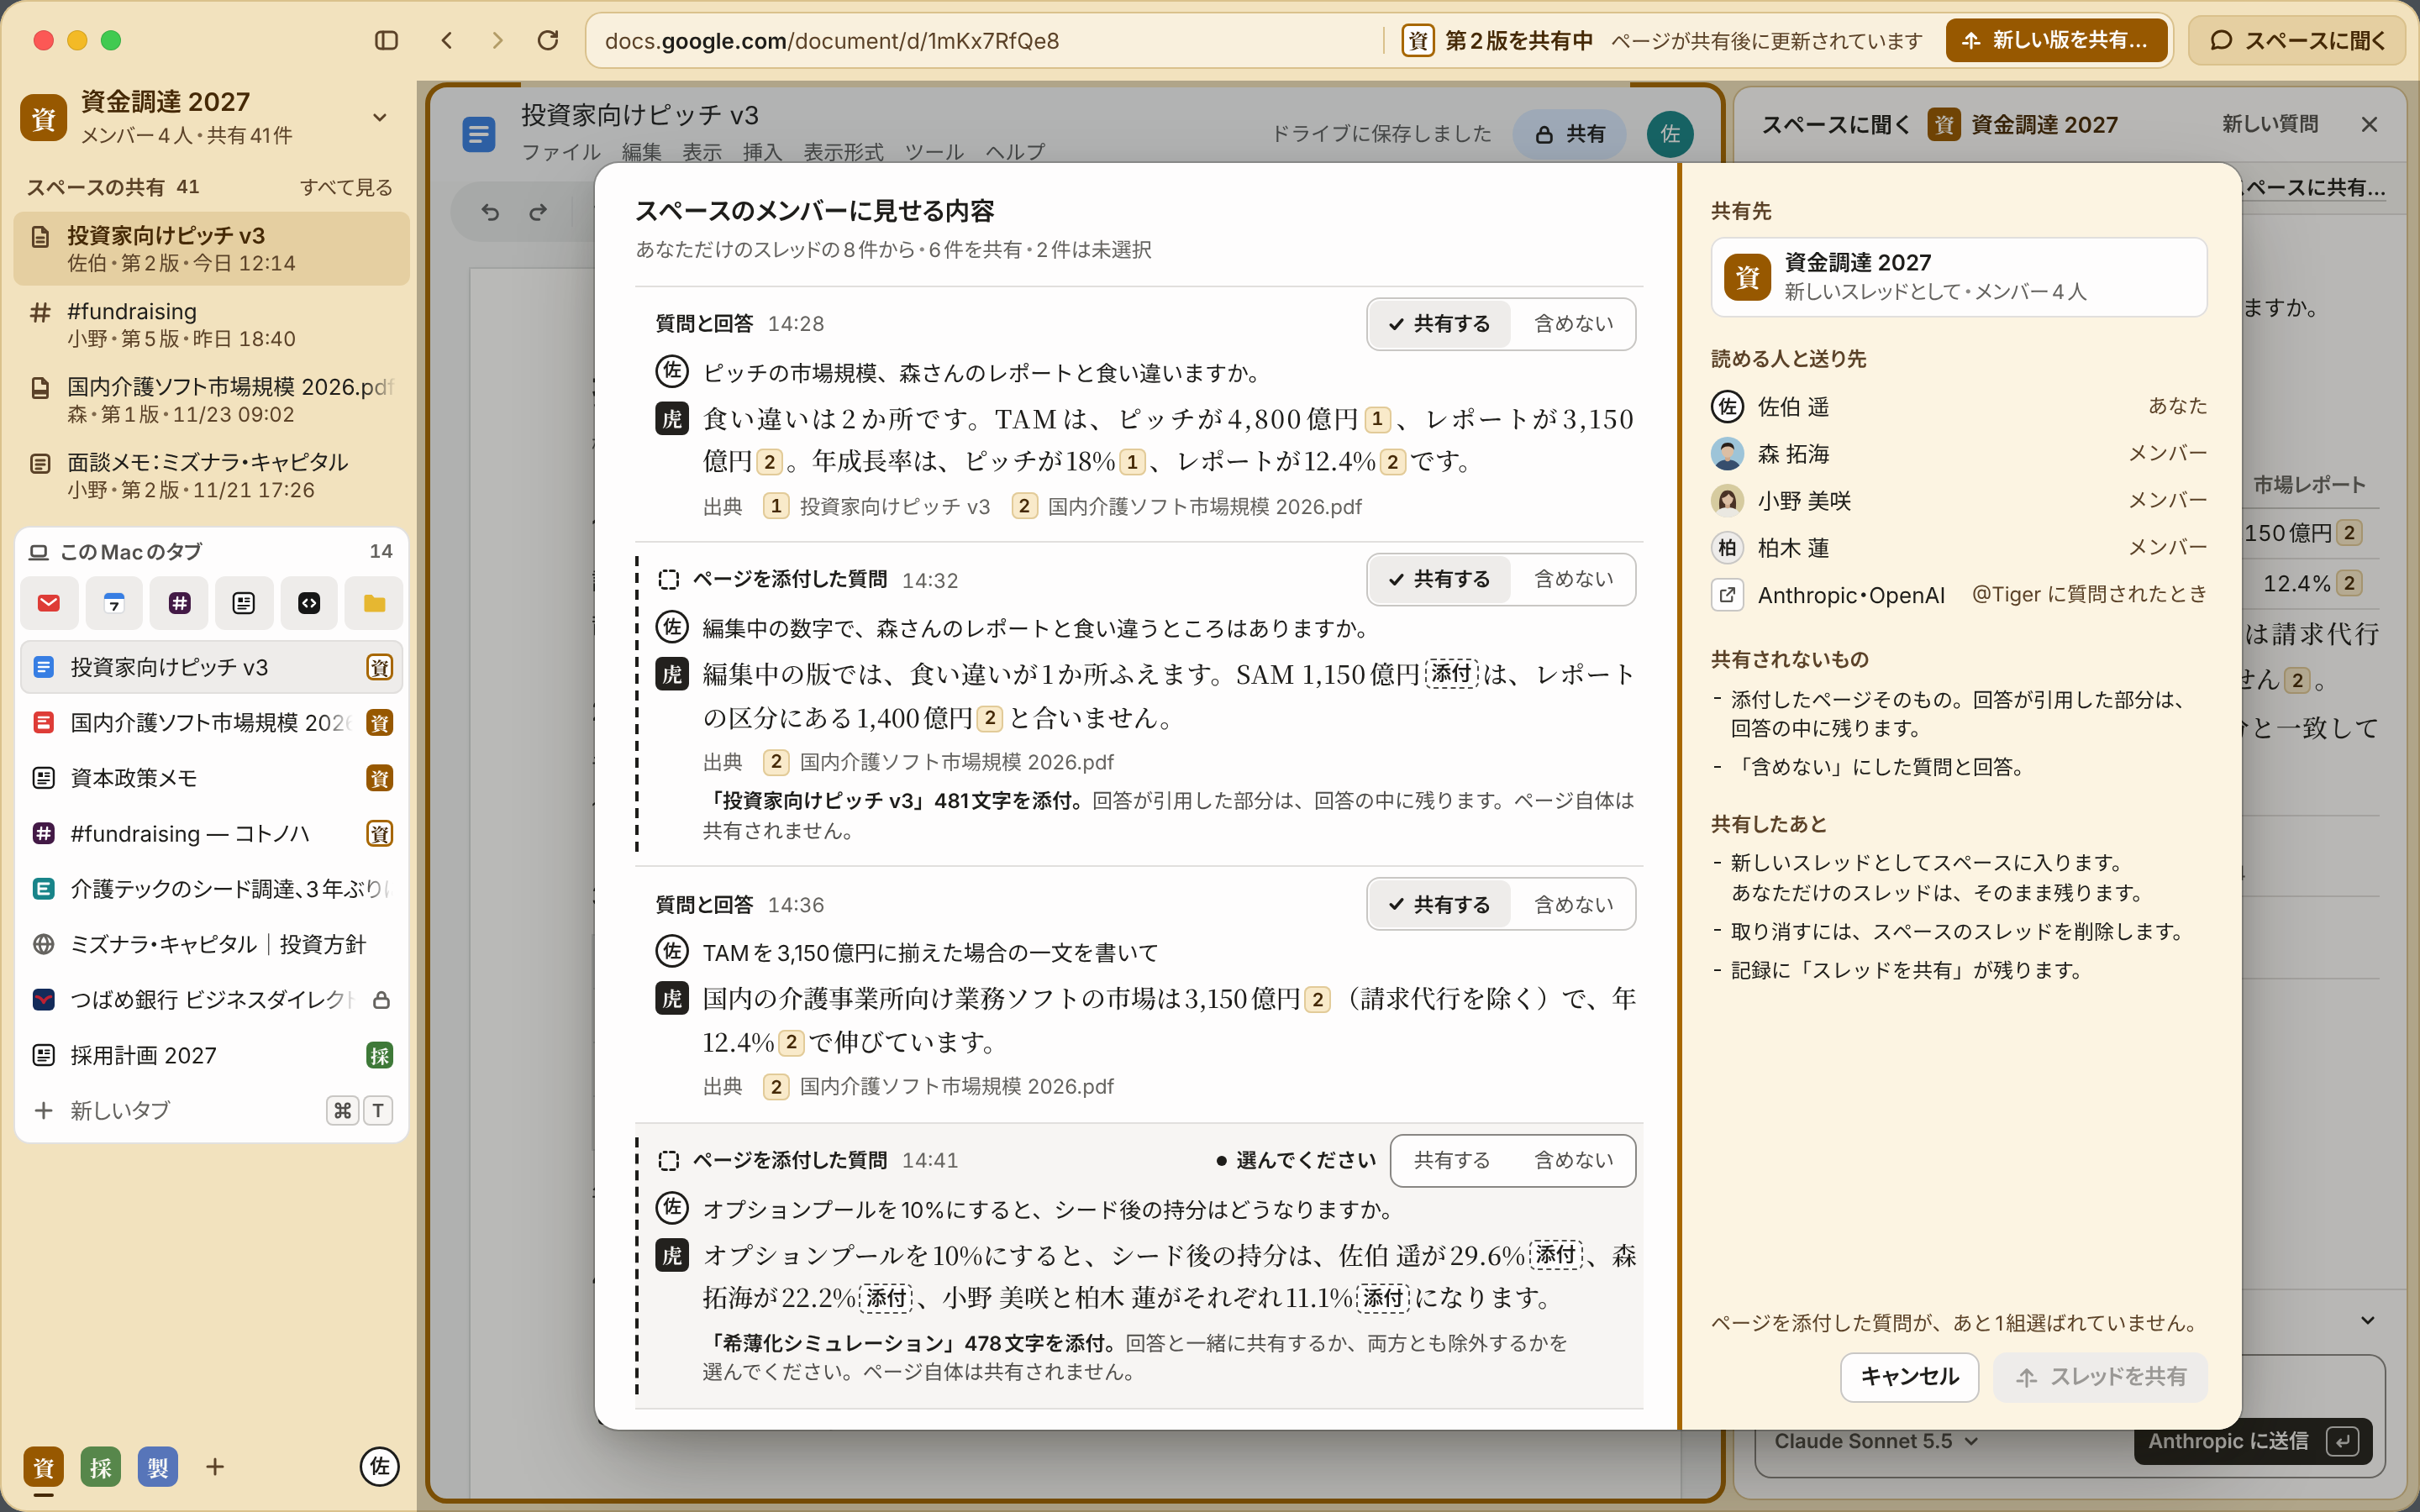 docs.google.com/document/d/1mKx7RfQe8
資 第2版を共有中 ページが共有後に更新されています
新しい版を共有…
スペースに聞く
資 資金調達 2027
メンバー4人・共有41件
スペースの共有 41 すべて見る
投資家向けピッチ v3
佐伯・第2版・今日 12:14
#fundraising
小野・第5版・昨日 18:40
国内介護ソフト市場規模 2026.pdf
森・第1版・11/23 09:02
面談メモ：ミズナラ・キャピタル
小野・第2版・11/21 17:26
このMacのタブ 14
7
投資家向けピッチ v3 資
国内介護ソフト市場規模 202 資
資本政策メモ 資
#fundraising — コトノハ 資
介護テックのシード調達、3年ぶり
ミズナラ・キャピタル｜投資方針
つばめ銀行 ビジネスダイレクト
採用計画 2027 採
新しいタブ ⌘ T
資 採 製 + 佐
投資家向けピッチ v3
ファイル 編集 表示 挿入 表示形式 ツール ヘルプ
ドライブに保存しました 共有 佐
スペースのメンバーに見せる内容
あなただけのスレッドの8件から・6件を共有・2件は未選択
質問と回答 14:28 共有する 含めない
佐 ピッチの市場規模、森さんのレポートと食い違いますか。
虎 食い違いは2か所です。TAMは、ピッチが4,800億円 1 、レポートが3,150
億円 2 。年成長率は、ピッチが18% 1 、レポートが12.4% 2 です。
出典 1 投資家向けピッチ v3 2 国内介護ソフト市場規模 2026.pdf
ページを添付した質問 14:32 共有する 含めない
佐 編集中の数字で、森さんのレポートと食い違うところはありますか。
虎 編集中の版では、食い違いが1か所ふえます。SAM 1,150億円 添付 は、レポート
の区分にある1,400億円 2 と合いません。
出典 2 国内介護ソフト市場規模 2026.pdf
「投資家向けピッチ v3」481文字を添付。回答が引用した部分は、回答の中に残ります。ページ自体は
共有されません。
質問と回答 14:36 共有する 含めない
佐 TAMを3,150億円に揃えた場合の一文を書いて
虎 国内の介護事業所向け業務ソフトの市場は3,150億円 2 （請求代行を除く）で、年
12.4% 2 で伸びています。
出典 2 国内介護ソフト市場規模 2026.pdf
ページを添付した質問 14:41 選んでください 共有する 含めない
佐 オプションプールを10%にすると、シード後の持分はどうなりますか。
虎 オプションプールを10%にすると、シード後の持分は、佐伯 遥が29.6% 添付 、森
拓海が22.2% 添付 、小野 美咲と柏木 蓮がそれぞれ11.1% 添付 になります。
「希薄化シミュレーション」478文字を添付。回答と一緒に共有するか、両方とも除外するかを
選んでください。ページ自体は共有されません。
共有先
資 資金調達 2027
新しいスレッドとして・メンバー4人
読める人と送り先
佐 佐伯 遥 あなた
森 拓海 メンバー
小野 美咲 メンバー
柏 柏木 蓮 メンバー
Anthropic・OpenAI @Tiger に質問されたとき
共有されないもの
- 添付したページそのもの。回答が引用した部分は、
回答の中に残ります。
- 「含めない」にした質問と回答。
共有したあと
- 新しいスレッドとしてスペースに入ります。
あなただけのスレッドは、そのまま残ります。
- 取り消すには、スペースのスレッドを削除します。
- 記録に「スレッドを共有」が残ります。
ページを添付した質問が、あと1組選ばれていません。
キャンセル スレッドを共有
スペースに聞く 資 資金調達 2027 新しい質問
ペースに共有…
ますか。
市場レポート
150億円 2
12.4% 2
は請求代行
せん 2 。
と一致して
Claude Sonnet 5.5 Anthropic に送信